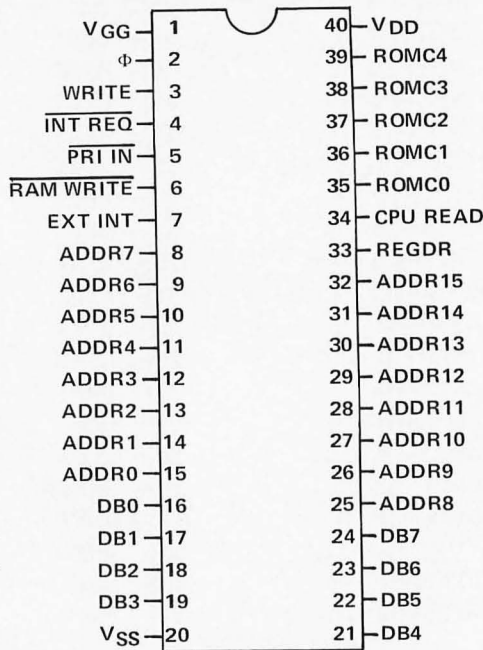 VGG 1 40 VDD
Φ 2 39 ROMC4
WRITE 3 38 ROMC3
INT REQ 4 37 ROMC2
PRI IN 5 36 ROMC1
RAM WRITE 6 35 ROMC0
EXT INT 7 34 CPU READ
ADDR7 8 33 REGDR
ADDR6 9 32 ADDR15
ADDR5 10 31 ADDR14
ADDR4 11 30 ADDR13
ADDR3 12 29 ADDR12
ADDR2 13 28 ADDR11
ADDR1 14 27 ADDR10
ADDR0 15 26 ADDR9
DB0 16 25 ADDR8
DB1 17 24 DB7
DB2 18 23 DB6
DB3 19 22 DB5
VSS 20 21 DB4